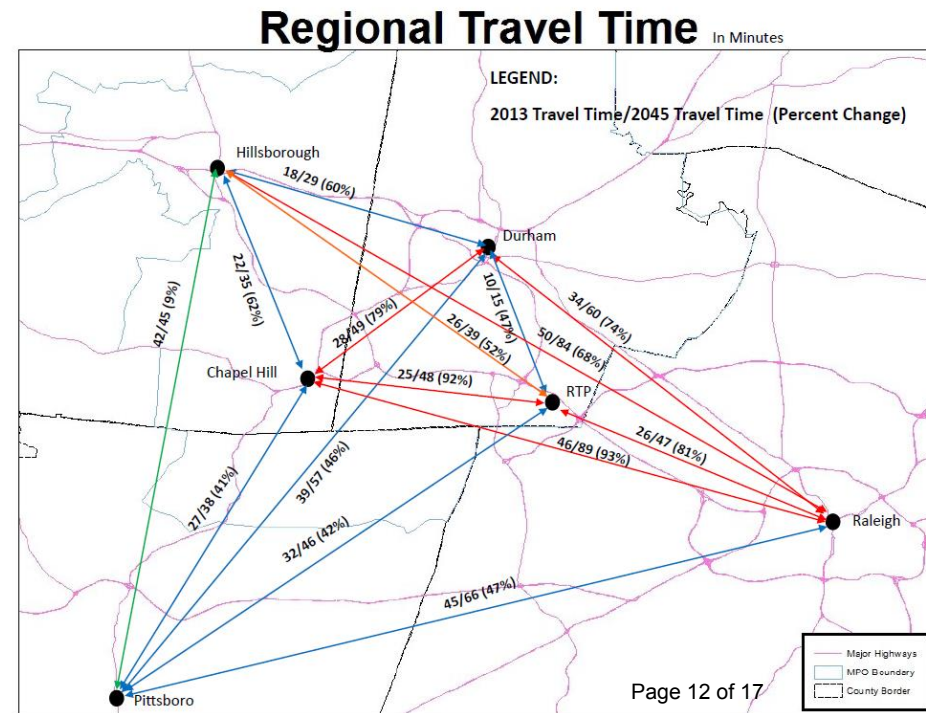 Regional Travel Time In Minutes
LEGEND:
2013 Travel Time/2045 Travel Time (Percent Change)
Hillsborough
18/29 (60%)
Durham
22/35 (62%)
42/45 (9%)
28/49 (79%)
26/39 (52%)
10/15 (47%)
34/60 (74%)
50/84 (68%)
Chapel Hill
25/48 (92%)
RTP
46/89 (93%)
26/47 (81%)
27/38 (41%)
39/57 (46%)
32/46 (42%)
Raleigh
45/66 (47%)
Major Highways
MPO Boundary
County Border
Page 12 of 17
Pittsboro